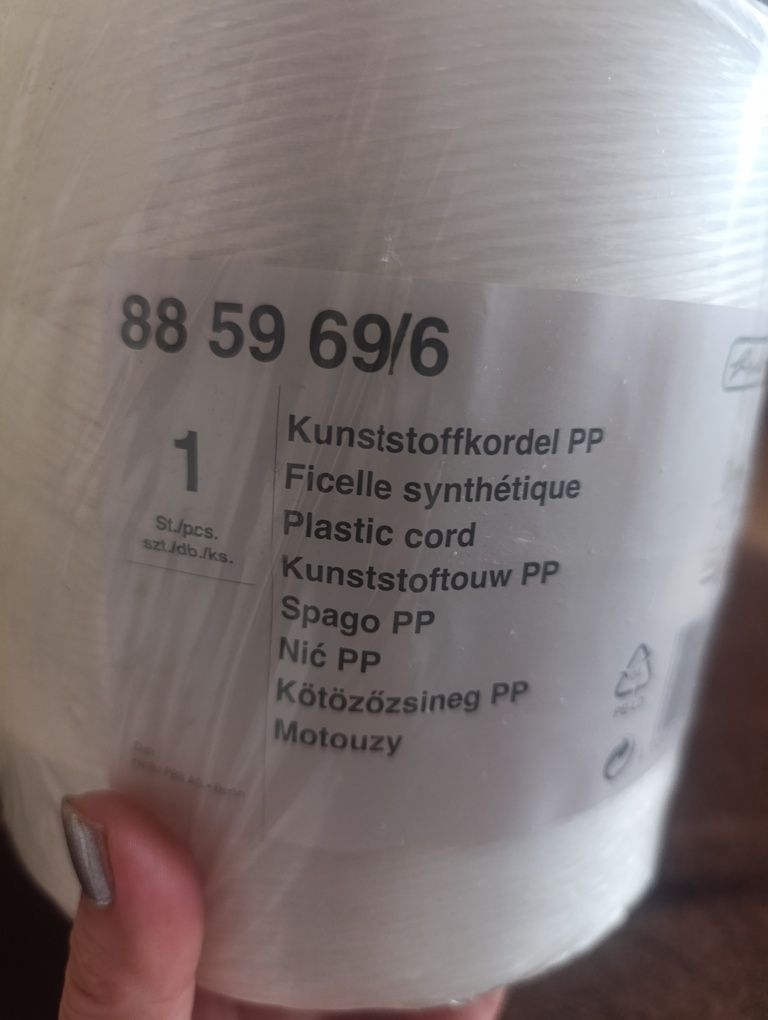 88 59 69/6
1
St./pcs.
szt./db./ks.
Kunststoffkordel PP
Ficelle synthétique
Plastic cord
Kunststoftouw PP
Spago PP
Nić PP
Kötözőzsineg PP
Motouzy